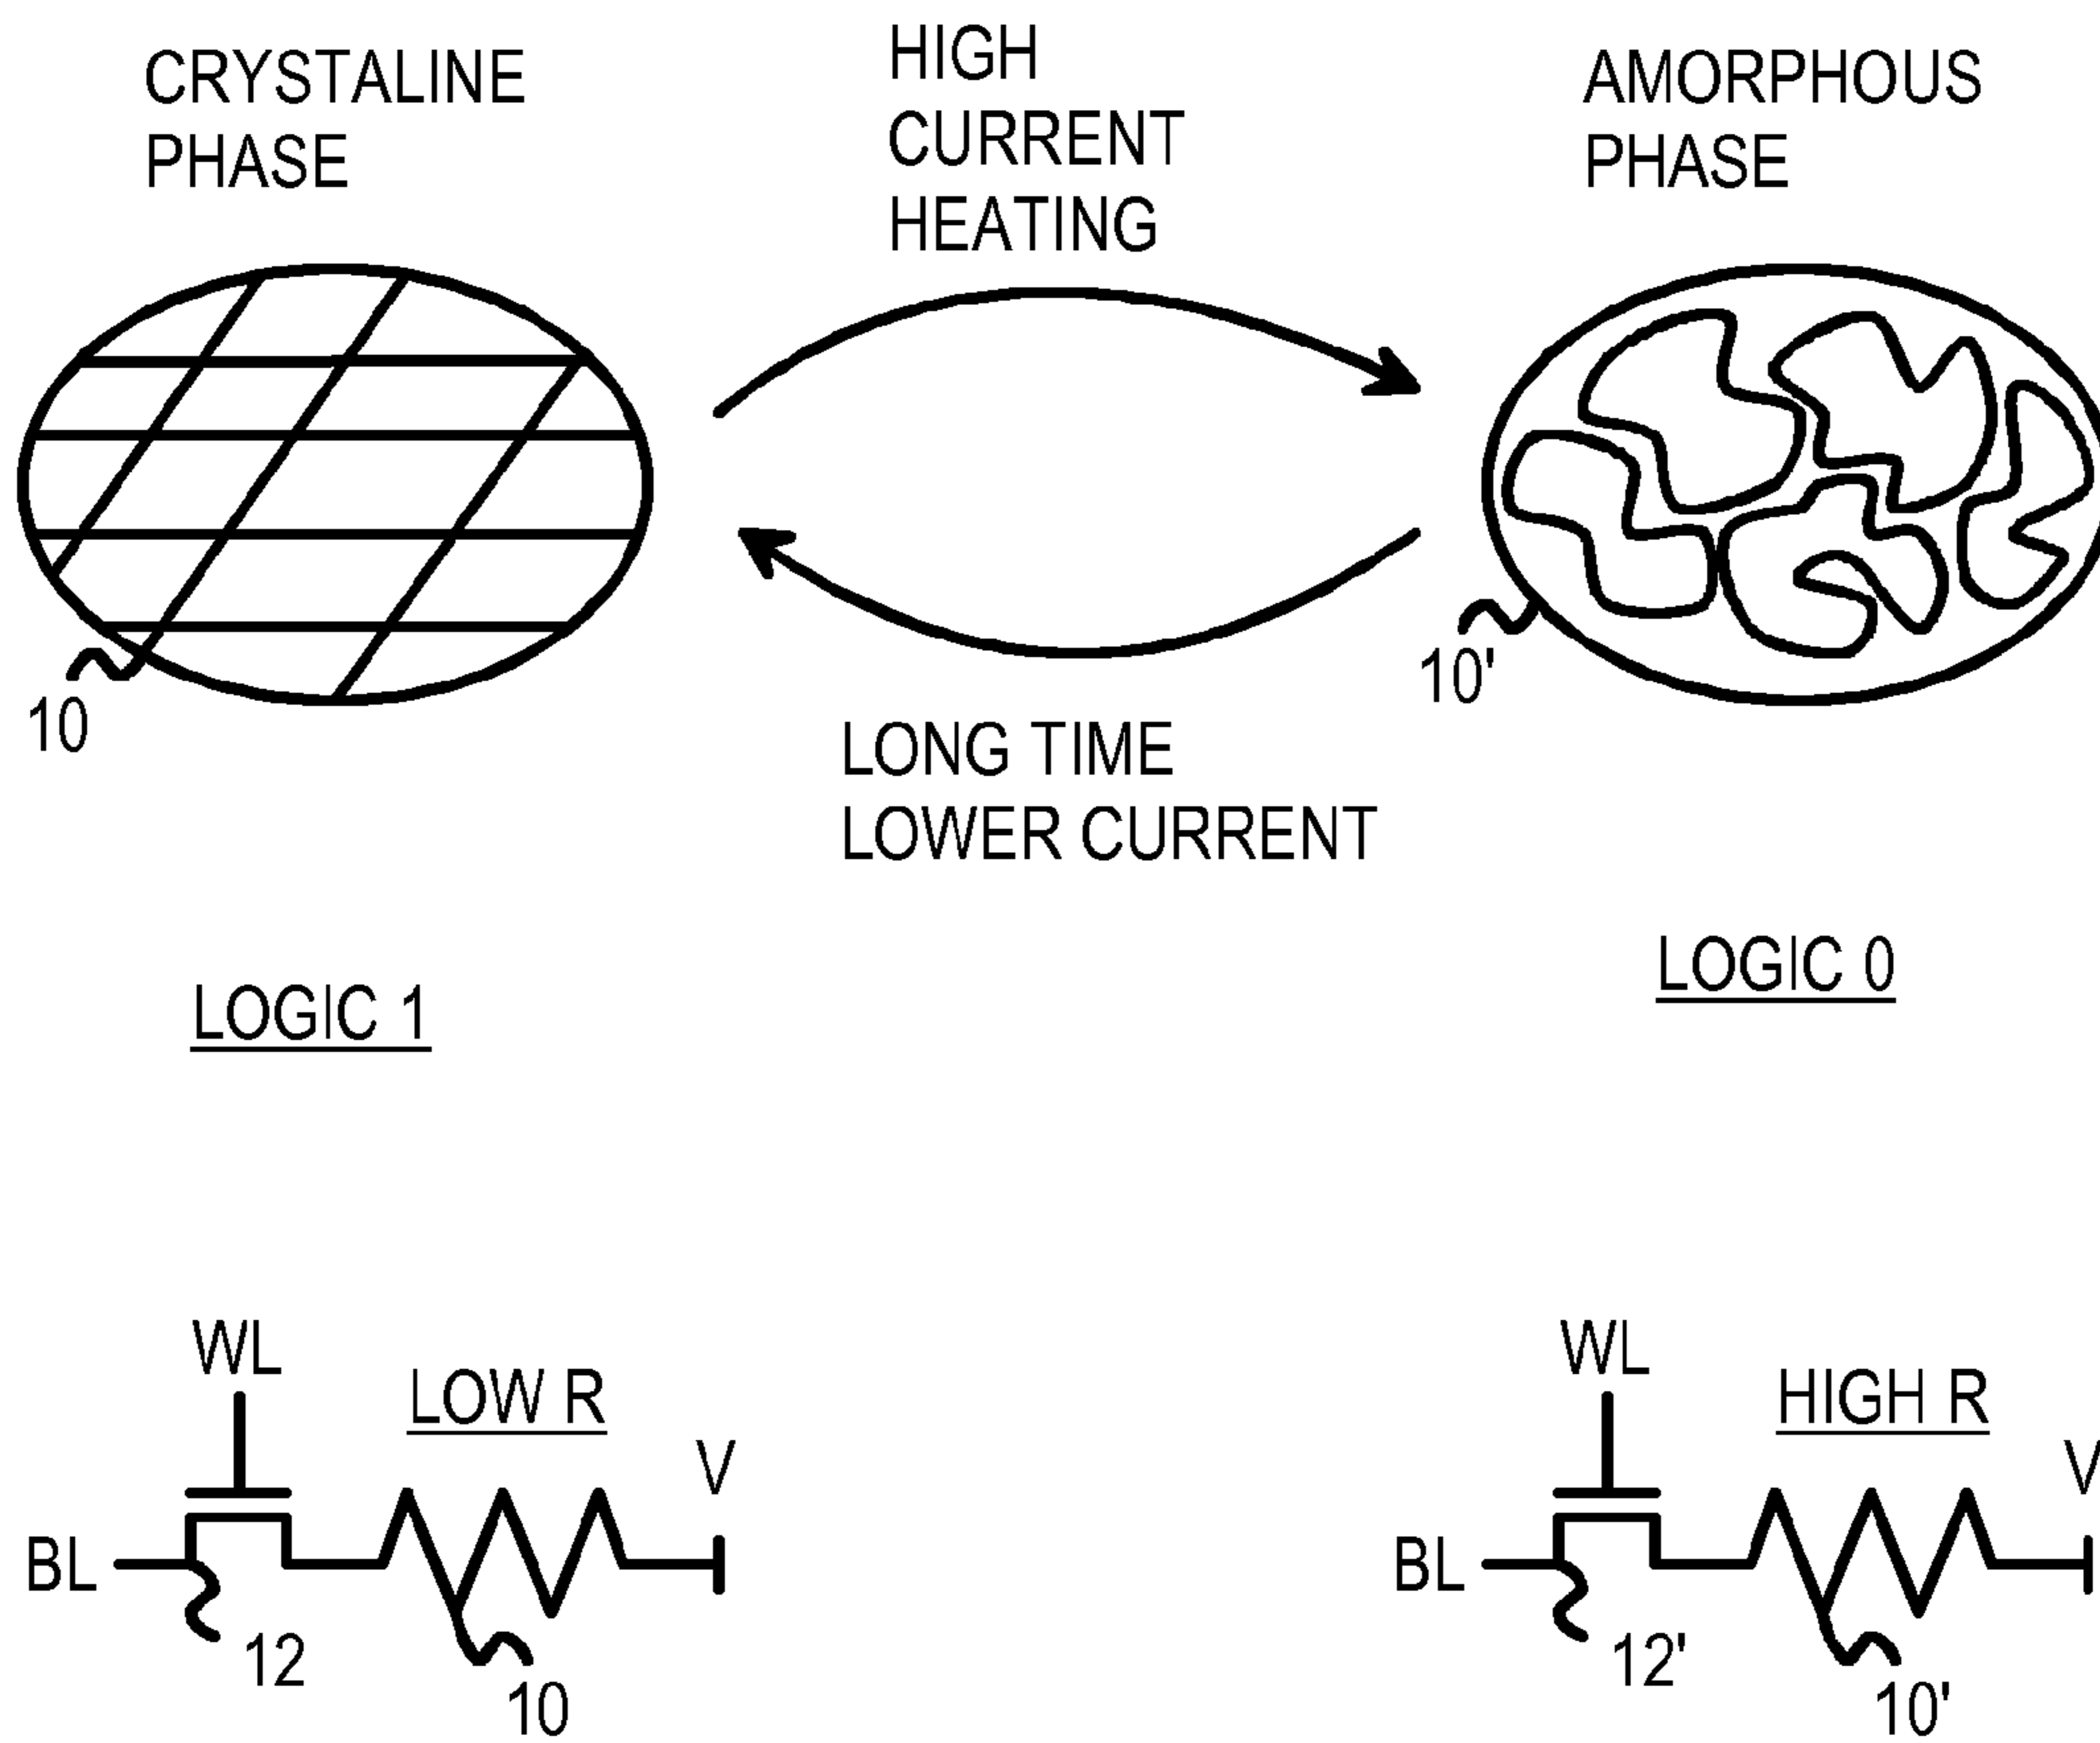 CRYSTALINE
PHASE
HIGH
CURRENT
HEATING
AMORPHOUS
PHASE
10
10'
LONG TIME
LOWER CURRENT
LOGIC 1
LOGIC 0
WL
LOW R
V
BL
12
10
WL
HIGH R
V
BL
12'
10'